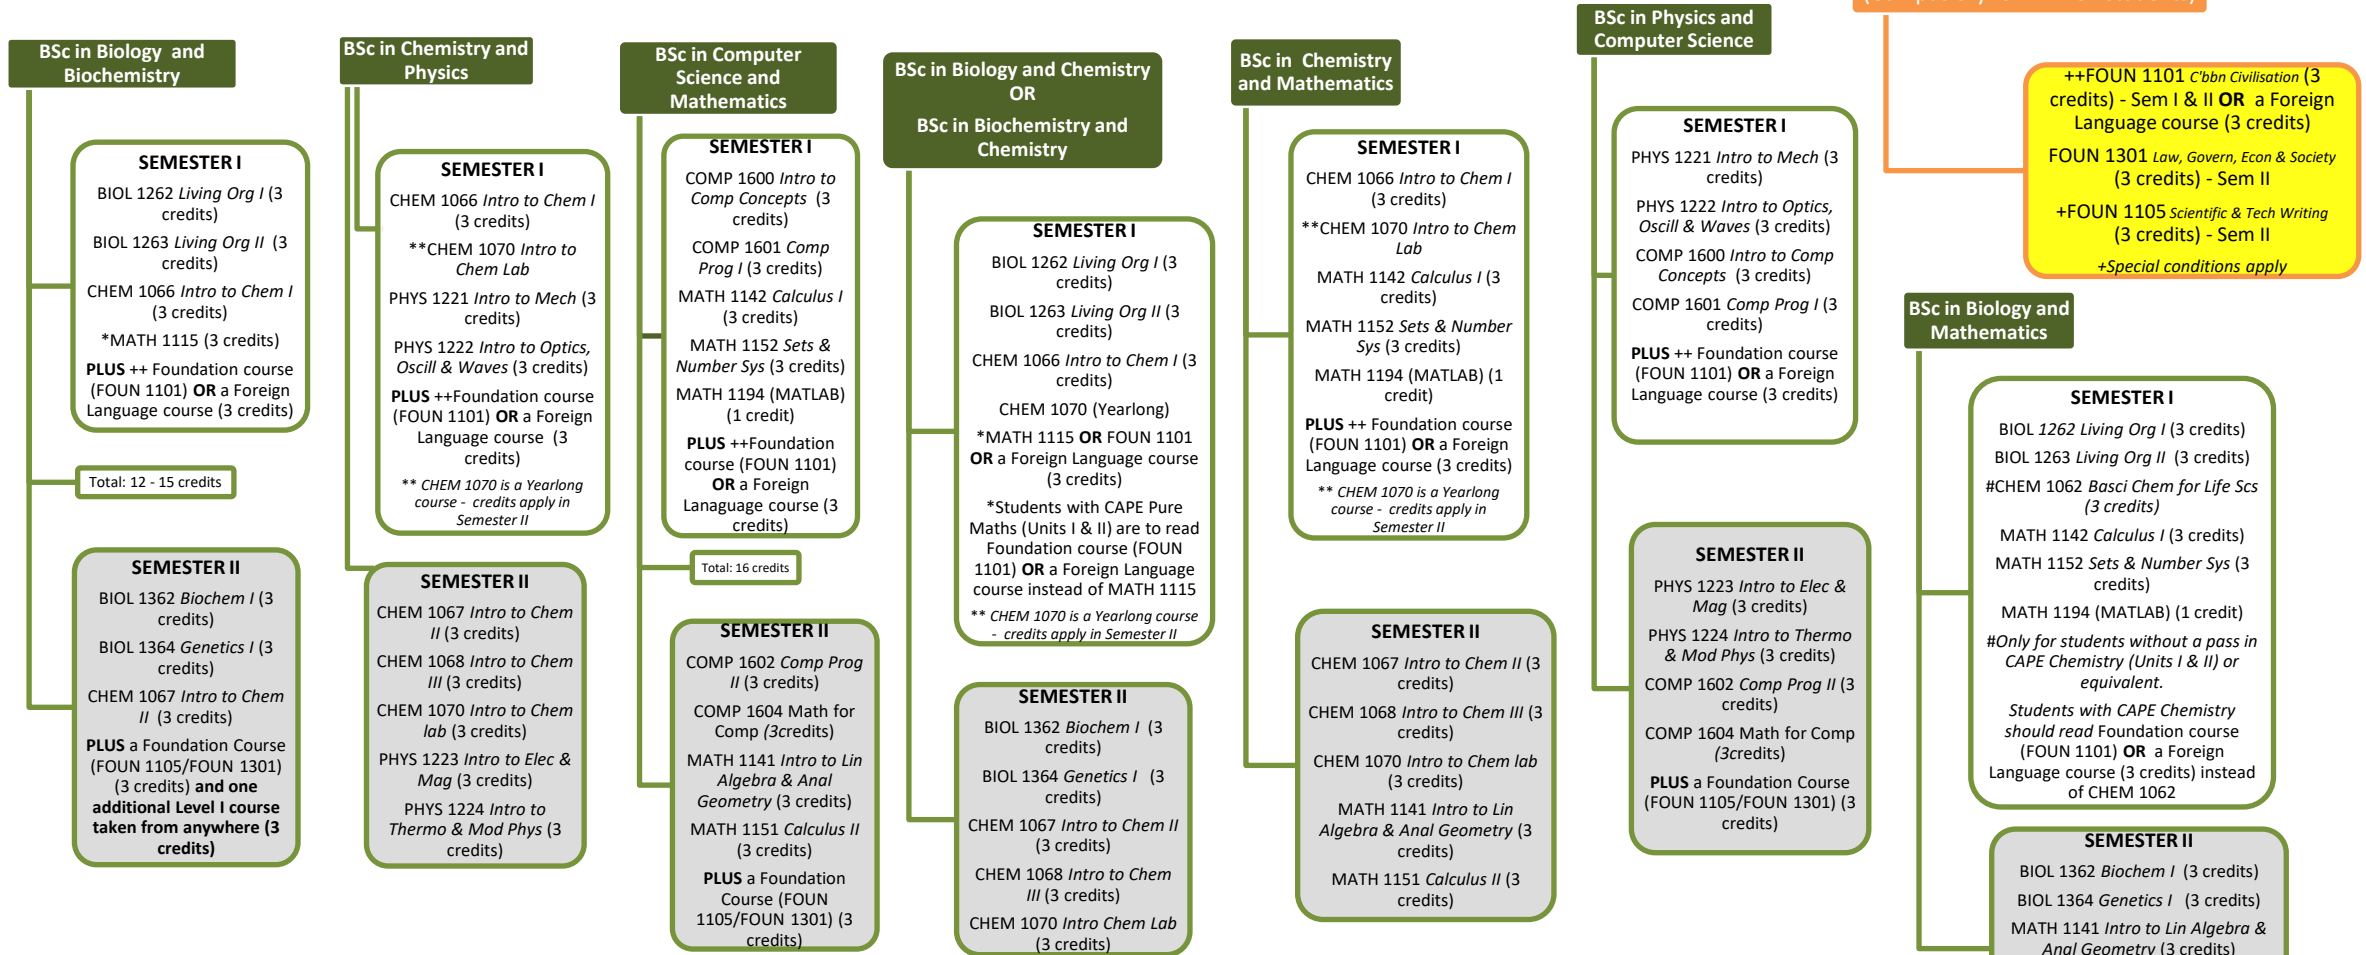 BSc in Biology and
Biochemistry
SEMESTER I
BIOL 1262 Living Org I (3
credits)
BIOL 1263 Living Org II (3
credits)
CHEM 1066 Intro to Chem I
(3 credits)
*MATH 1115 (3 credits)
PLUS ++ Foundation course
(FOUN 1101) OR a Foreign
Language course (3 credits)
Total: 12 - 15 credits
SEMESTER II
BIOL 1362 Biochem I (3
credits)
BIOL 1364 Genetics I (3
credits)
CHEM 1067 Intro to Chem
II (3 credits)
PLUS a Foundation Course
(FOUN 1105/FOUN 1301)
(3 credits) and one
additional Level I course
taken from anywhere (3
credits)
BSc in Chemistry and
Physics
SEMESTER I
CHEM 1066 Intro to Chem I
(3 credits)
**CHEM 1070 Intro to
Chem Lab
PHYS 1221 Intro to Mech (3
credits)
PHYS 1222 Intro to Optics,
Oscill & Waves (3 credits)
PLUS ++Foundation course
(FOUN 1101) OR a Foreign
Language course (3
credits)
** CHEM 1070 is a Yearlong
course - credits apply in
Semester II
SEMESTER II
CHEM 1067 Intro to Chem
II (3 credits)
CHEM 1068 Intro to Chem
III (3 credits)
CHEM 1070 Intro to Chem
lab (3 credits)
PHYS 1223 Intro to Elec &
Mag (3 credits)
PHYS 1224 Intro to
Thermo & Mod Phys (3
credits)
BSc in Computer
Science and
Mathematics
SEMESTER I
COMP 1600 Intro to
Comp Concepts (3
credits)
COMP 1601 Comp
Prog I (3 credits)
MATH 1142 Calculus I
(3 credits)
MATH 1152 Sets &
Number Sys (3 credits)
MATH 1194 (MATLAB)
(1 credit)
PLUS ++Foundation
course (FOUN 1101)
OR a Foreign
Lanaguage course (3
credits)
Total: 16 credits
SEMESTER II
COMP 1602 Comp Prog
II (3 credits)
COMP 1604 Math for
Comp (3credits)
MATH 1141 Intro to Lin
Algebra & Anal
Geometry (3 credits)
MATH 1151 Calculus II
(3 credits)
PLUS a Foundation
Course (FOUN
1105/FOUN 1301) (3
credits)
BSc in Biology and Chemistry
OR
BSc in Biochemistry and
Chemistry
SEMESTER I
BIOL 1262 Living Org I (3
credits)
BIOL 1263 Living Org II (3
credits)
CHEM 1066 Intro to Chem I (3
credits)
CHEM 1070 (Yearlong)
*MATH 1115 OR FOUN 1101
OR a Foreign Language course
(3 credits)
*Students with CAPE Pure
Maths (Units I & II) are to read
Foundation course (FOUN
1101) OR a Foreign Language
course instead of MATH 1115
** CHEM 1070 is a Yearlong course
- credits apply in Semester II
SEMESTER II
BIOL 1362 Biochem I (3
credits)
BIOL 1364 Genetics I (3
credits)
CHEM 1067 Intro to Chem II
(3 credits)
CHEM 1068 Intro to Chem
III (3 credits)
CHEM 1070 Intro Chem Lab
(3 credits)
BSc in Chemistry
and Mathematics
SEMESTER I
CHEM 1066 Intro to Chem I
(3 credits)
**CHEM 1070 Intro to Chem
Lab
MATH 1142 Calculus I (3
credits)
MATH 1152 Sets & Number
Sys (3 credits)
MATH 1194 (MATLAB) (1
credit)
PLUS ++ Foundation course
(FOUN 1101) OR a Foreign
Language course (3 credits)
** CHEM 1070 is a Yearlong
course - credits apply in
Semester II
SEMESTER II
CHEM 1067 Intro to Chem II (3
credits)
CHEM 1068 Intro to Chem III (3
credits)
CHEM 1070 Intro to Chem lab
(3 credits)
MATH 1141 Intro to Lin
Algebra & Anal Geometry (3
credits)
MATH 1151 Calculus II (3
credits)
BSc in Physics and
Computer Science
SEMESTER I
PHYS 1221 Intro to Mech (3
credits)
PHYS 1222 Intro to Optics,
Oscill & Waves (3 credits)
COMP 1600 Intro to Comp
Concepts (3 credits)
COMP 1601 Comp Prog I (3
credits)
PLUS ++ Foundation course
(FOUN 1101) OR a Foreign
Language course (3 credits)
SEMESTER II
PHYS 1223 Intro to Elec &
Mag (3 credits)
PHYS 1224 Intro to Thermo
& Mod Phys (3 credits)
COMP 1602 Comp Prog II (3
credits)
COMP 1604 Math for Comp
(3credits)
PLUS a Foundation Course
(FOUN 1105/FOUN 1301) (3
credits)
++FOUN 1101 C'bbn Civilisation (3
credits) - Sem I & II OR a Foreign
Language course (3 credits)
FOUN 1301 Law, Govern, Econ & Society
(3 credits) - Sem II
+FOUN 1105 Scientific & Tech Writing
(3 credits) - Sem II
+Special conditions apply
BSc in Biology and
Mathematics
SEMESTER I
BIOL 1262 Living Org I (3 credits)
BIOL 1263 Living Org II (3 credits)
#CHEM 1062 Basci Chem for Life Scs
(3 credits)
MATH 1142 Calculus I (3 credits)
MATH 1152 Sets & Number Sys (3
credits)
MATH 1194 (MATLAB) (1 credit)
#Only for students without a pass in
CAPE Chemistry (Units I & II) or
equivalent.
Students with CAPE Chemistry
should read Foundation course
(FOUN 1101) OR a Foreign
Language course (3 credits) instead
of CHEM 1062
SEMESTER II
BIOL 1362 Biochem I (3 credits)
BIOL 1364 Genetics I (3 credits)
MATH 1141 Intro to Lin Algebra &
Anal Geometry (3 credits)